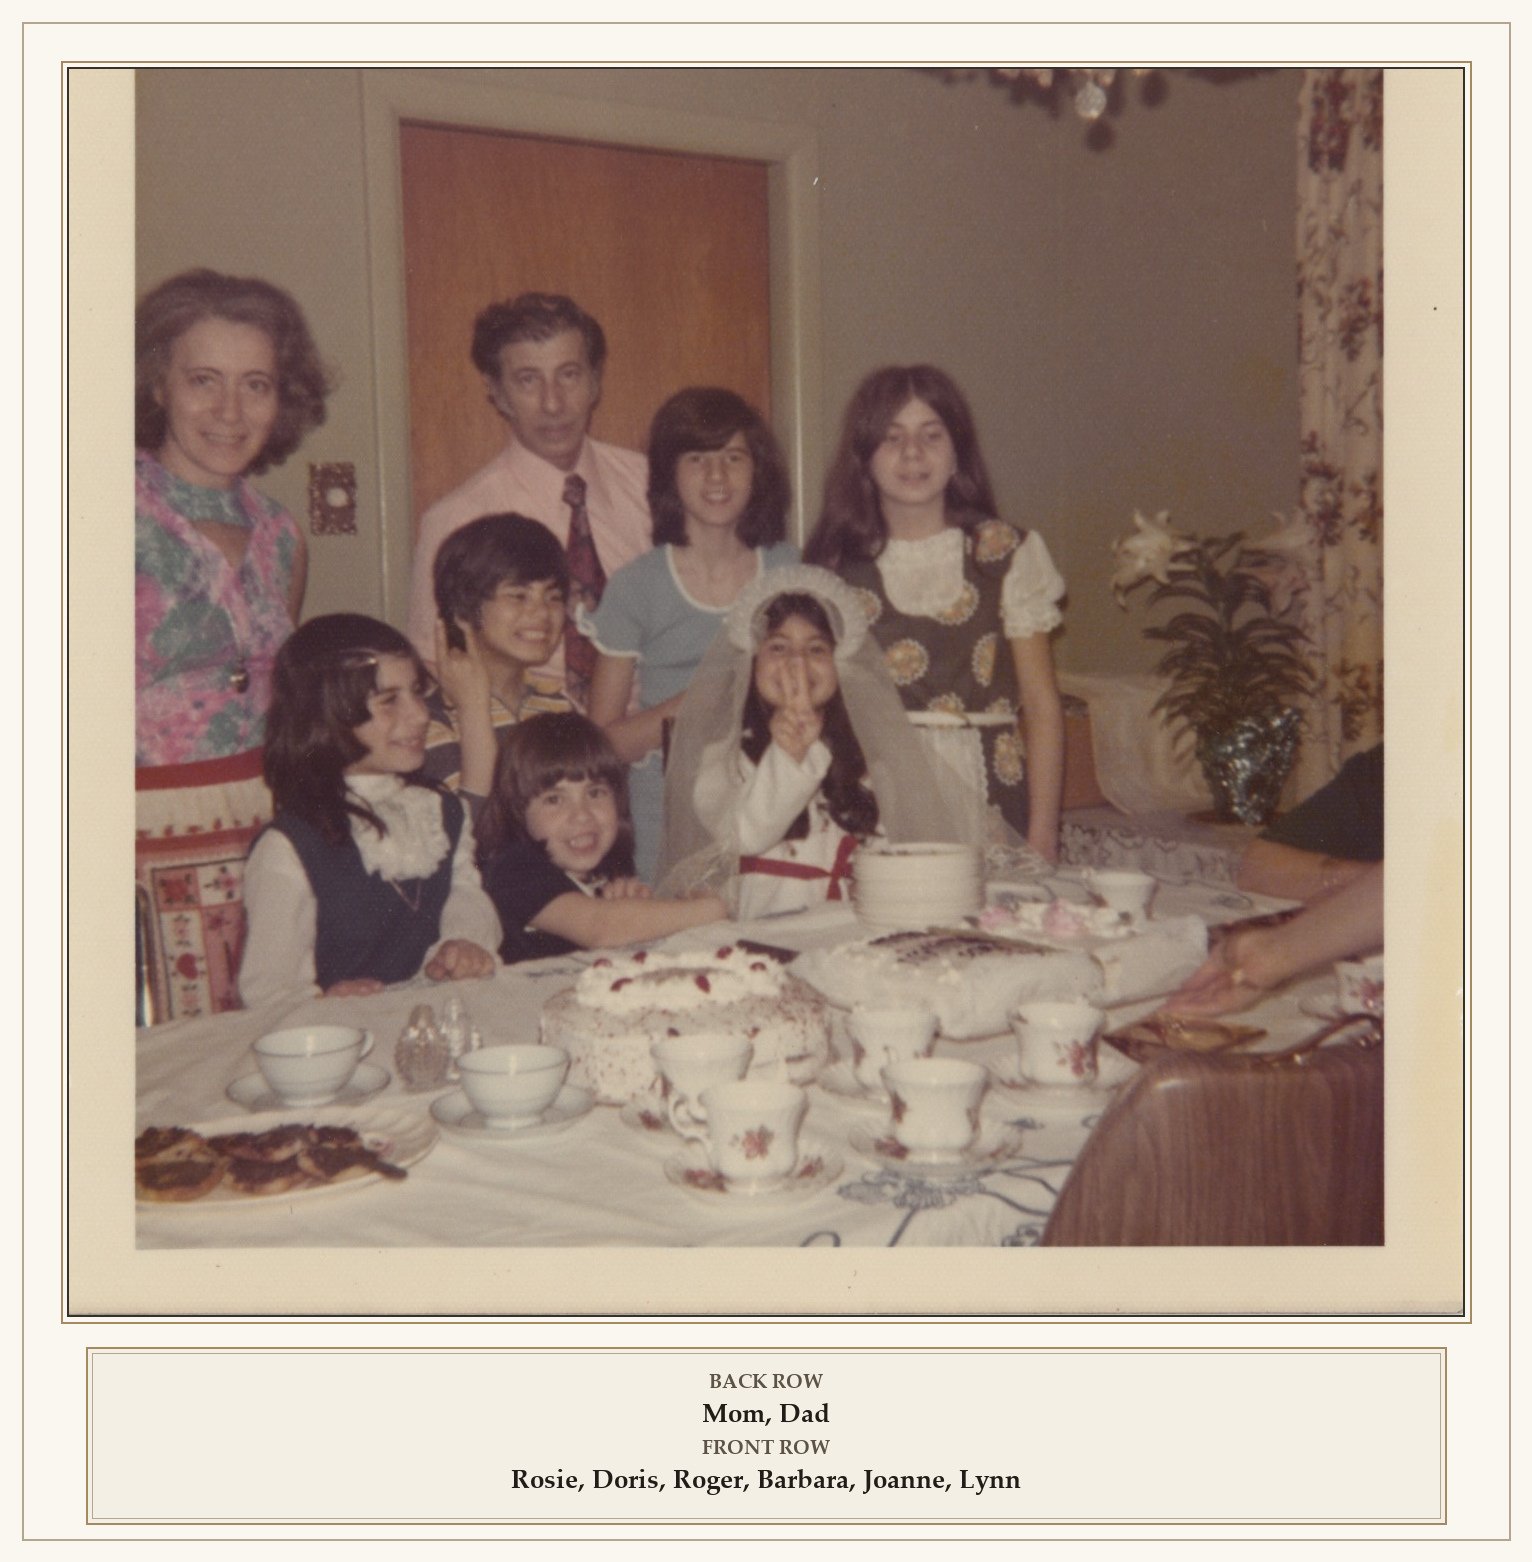 BACK ROW
Mom, Dad
FRONT ROW
Rosie, Doris, Roger, Barbara, Joanne, Lynn